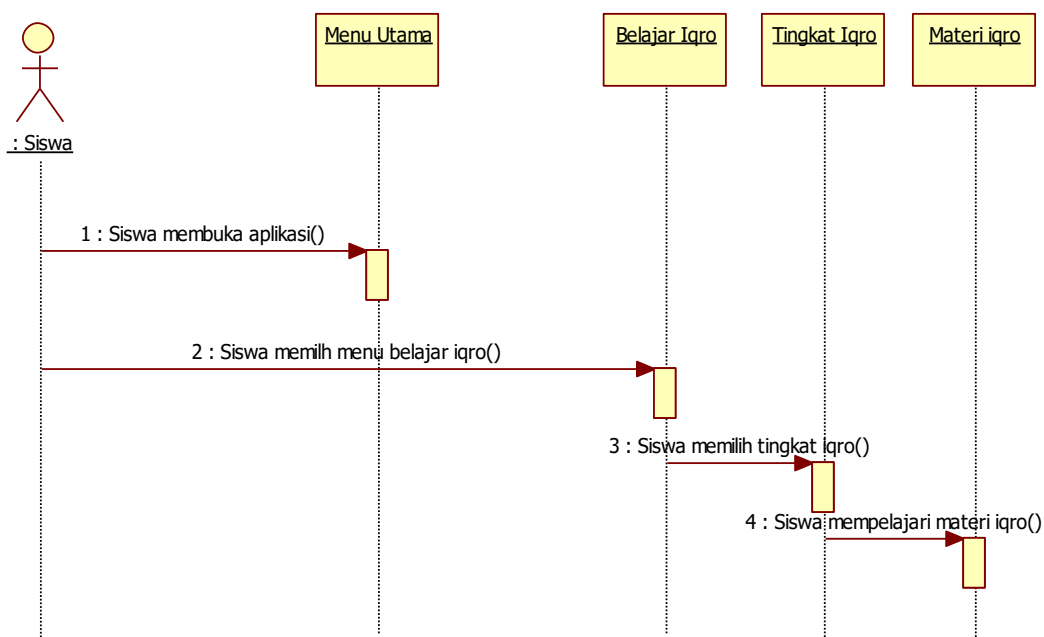 Menu Utama
Belajar Iqro
Tingkat Iqro
Materi iqro
: Siswa
1 : Siswa membuka aplikasi()
2 : Siswa memilh menu belajar iqro()
3 : Siswa memilih tingkat iqro()
4 : Siswa mempelajari materi iqro()